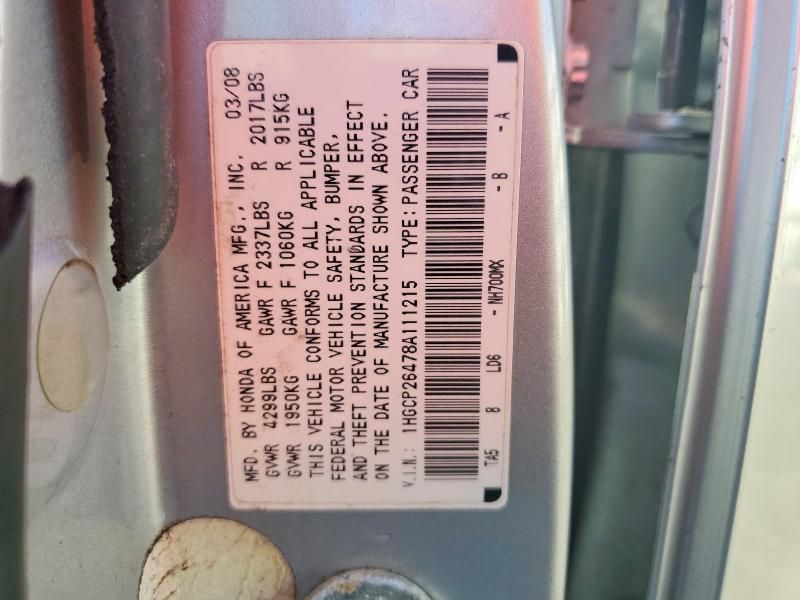 MFD. BY HONDA OF AMERICA MFG., INC. 03/08
GVWR 4299LBS GAWR F 2337LBS R 2017LBS
GVWR 1950KG GAWR F 1060KG R 915KG
THIS VEHICLE CONFORMS TO ALL APPLICABLE
FEDERAL MOTOR VEHICLE SAFETY, BUMPER,
AND THEFT PREVENTION STANDARDS IN EFFECT
ON THE DATE OF MANUFACTURE SHOWN ABOVE.
V.I.N.: 1HGCP26478A111215 TYPE: PASSENGER CAR
TA5 8 LD6 - NH700MX - B - A